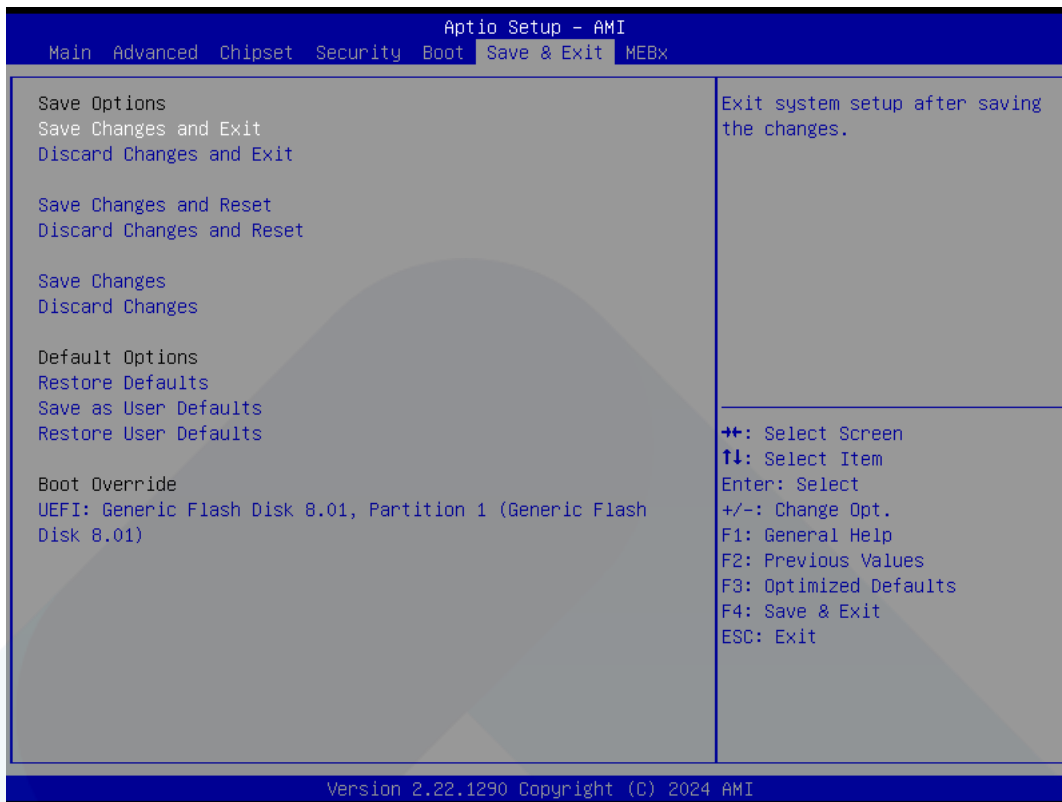 Aptio Setup – AMI
Main Advanced Chipset Security Boot Save & Exit MEBx
Save Options
Save Changes and Exit
Discard Changes and Exit
Save Changes and Reset
Discard Changes and Reset
Save Changes
Discard Changes
Default Options
Restore Defaults
Save as User Defaults
Restore User Defaults
Boot Override
UEFI: Generic Flash Disk 8.01, Partition 1 (Generic Flash
Disk 8.01)
Exit system setup after saving
the changes.
→←: Select Screen
↑↓: Select Item
Enter: Select
+/-: Change Opt.
F1: General Help
F2: Previous Values
F3: Optimized Defaults
F4: Save & Exit
ESC: Exit
Version 2.22.1290 Copyright (C) 2024 AMI